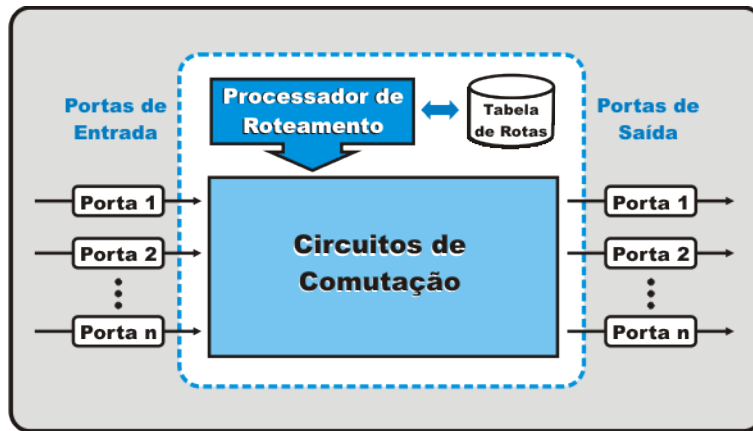 Processador de
Roteamento
Tabela
de Rotas
Portas de
Entrada
Portas de
Saída
Porta 1
Porta 2
Porta n
Circuitos de
Comutação
Porta 1
Porta 2
Porta n